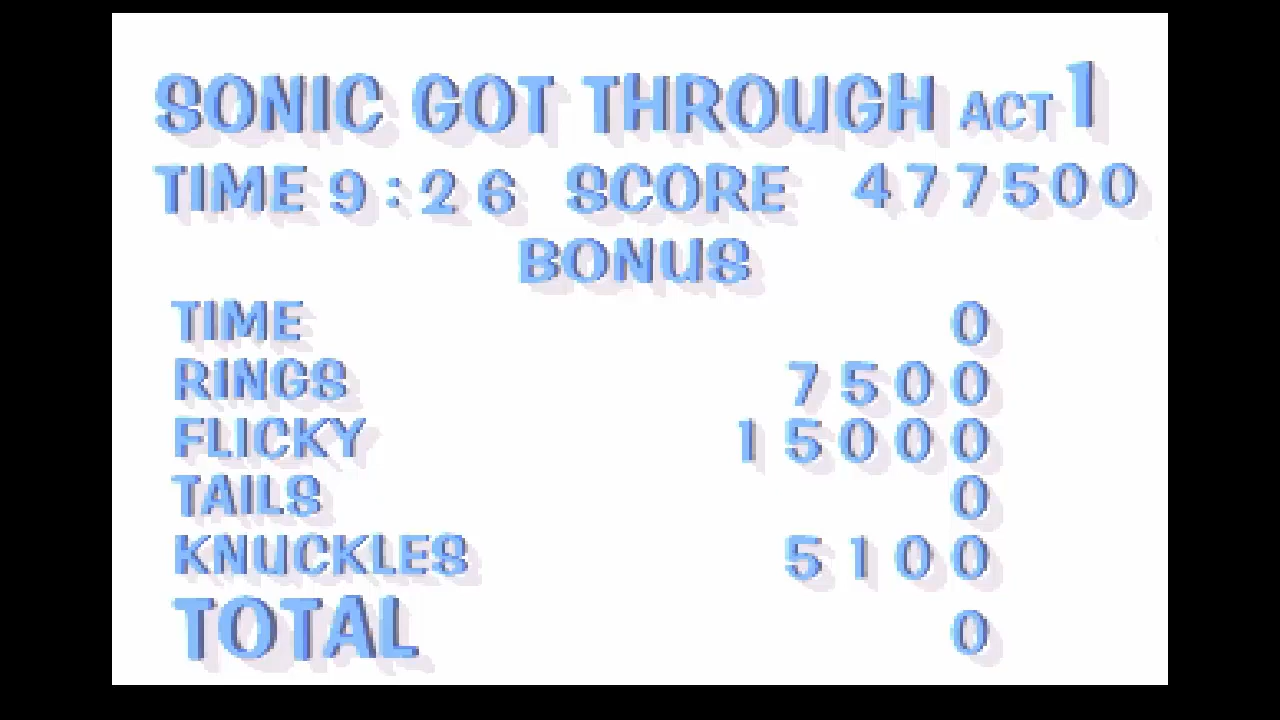 SONIC GOT THROUGH ACT 1
TIME 9:26 SCORE 477500
BONUS
TIME 0
RINGS 7500
FLICKY 15000
TAILS 0
KNUCKLES 5100
TOTAL 0